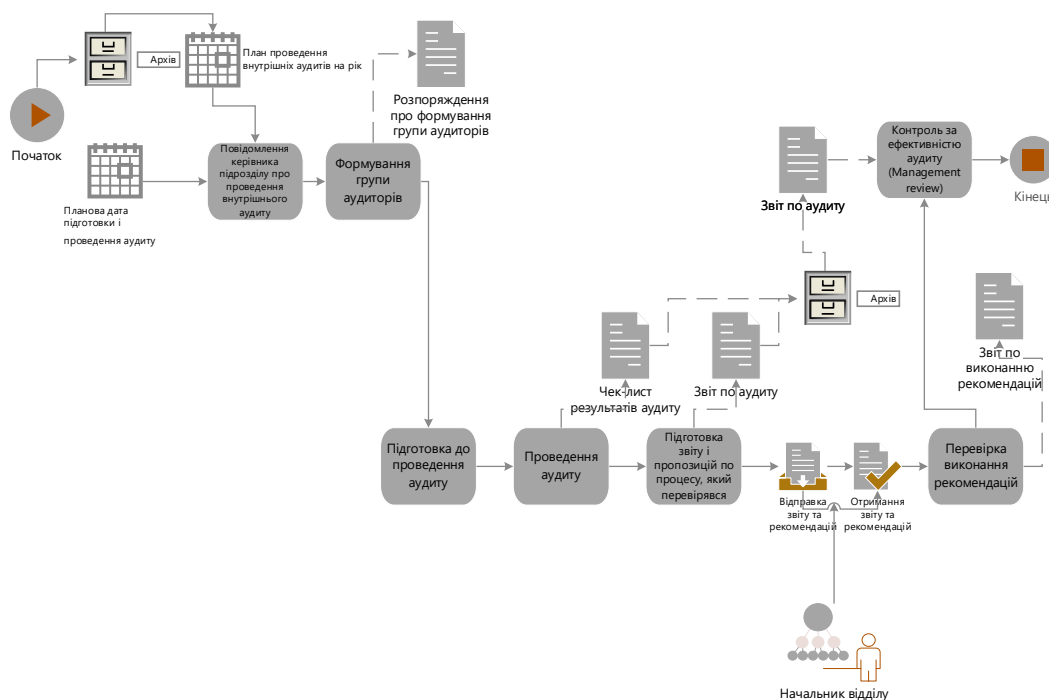 Архів
План проведення
внутрішніх аудитів на рік
Початок
Розпоряждення
про формування
групи аудиторів
Планова дата
підготовки і
проведення аудиту
Повідомлення
керівника
підрозділу про
проведення
внутрішнього
аудиту
Формування
групи
аудиторів
Звіт по аудиту
Контроль за
ефективністю
аудиту
(Management
review)
Кінець
Архів
Чек-лист
результатів аудиту
Звіт по аудиту
Звіт по
виконанню
рекомендацій
Підготовка до
проведення
аудиту
Проведення
аудиту
Підготовка
звіту і
пропозицій по
процесу, який
перевірявся
Відправка
звіту та
рекомендацій
Отримання
звіту та
рекомендацій
Перевірка
виконання
рекомендацій
Начальник відділу